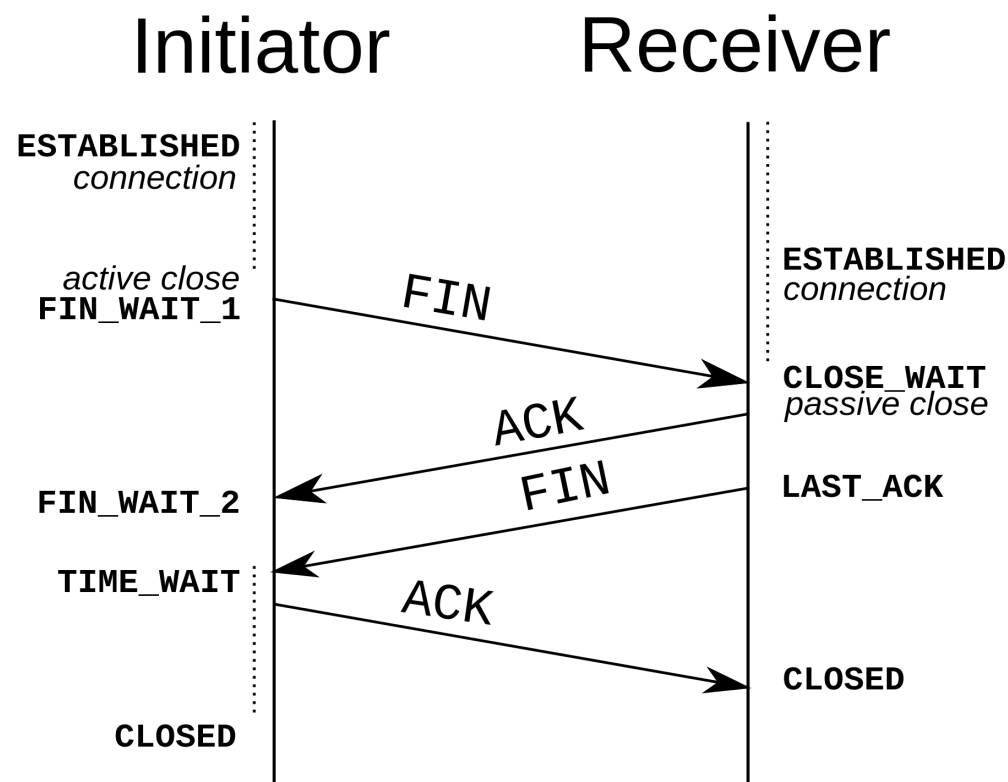 Initiator
Receiver
ESTABLISHED
connection
active close
FIN_WAIT_1
FIN
ESTABLISHED
connection
CLOSE_WAIT
passive close
ACK
FIN_WAIT_2
FIN
LAST_ACK
TIME_WAIT
ACK
CLOSED
CLOSED